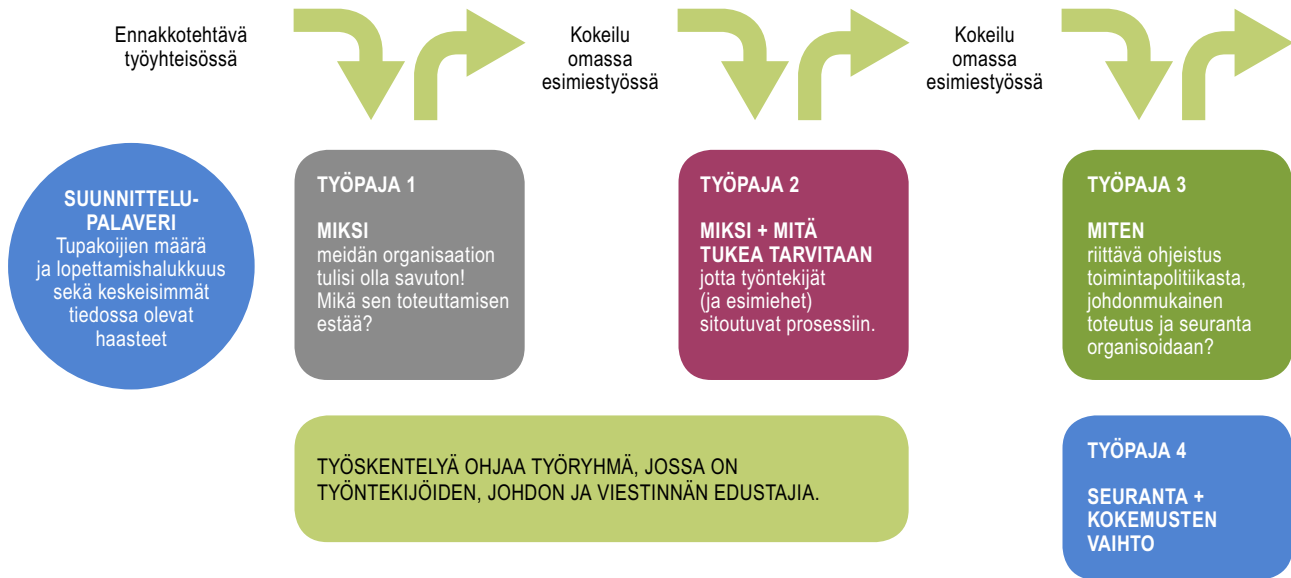 Ennakkotehtävä
työyhteisössä
Kokeilu
omassa
esimiestyössä
Kokeilu
omassa
esimiestyössä
SUUNNITTELU-
PALAVERI
Tupakoijien määrä
ja lopettamishalukkuus
sekä keskeisimmät
tiedossa olevat
haasteet
TYÖPAJA 1
MIKSI
meidän organisaation
tulisi olla savuton!
Mikä sen toteuttamisen
estää?
TYÖPAJA 2
MIKSI + MITÄ
TUKEA TARVITAAN
jotta työntekijät
(ja esimiehet)
sitoutuvat prosessiin.
TYÖPAJA 3
MITEN
riittävä ohjeistus
toimintapolitiikasta,
johdonmukainen
toteutus ja seuranta
organisoidaan?
TYÖSKENTELYÄ OHJAA TYÖRYHMÄ, JOSSA ON
TYÖNTEKIJÖIDEN, JOHDON JA VIESTINNÄN EDUSTAJIA.
TYÖPAJA 4
SEURANTA +
KOKEMUSTEN
VAIHTO